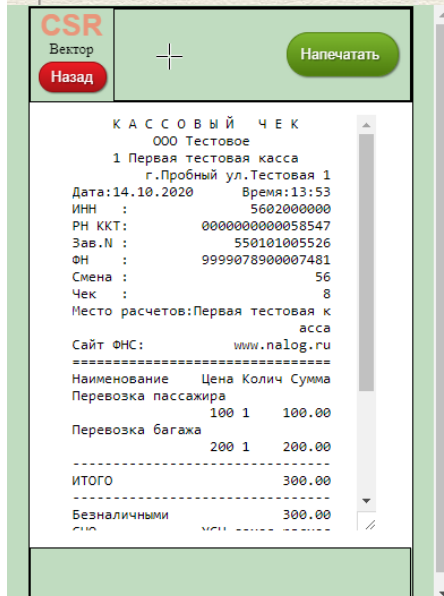 CSR
Вектор
Назад
Напечатать
К А С С О В Ы Й   Ч Е К
ООО Тестовое
1 Первая тестовая касса
г.Пробный ул.Тестовая 1
Дата:14.10.2020 Время:13:53
ИНН : 5602000000
РН ККТ: 0000000000058547
Зав.N : 550101005526
ФН : 9999078900007481
Смена : 56
Чек : 8
Место расчетов:Первая тестовая к
асса
Сайт ФНС: www.nalog.ru
================================
Наименование Цена Колич Сумма
Перевозка пассажира
100 1 100.00
Перевозка багажа
200 1 200.00
--------------------------------
ИТОГО 300.00
--------------------------------
Безналичными 300.00